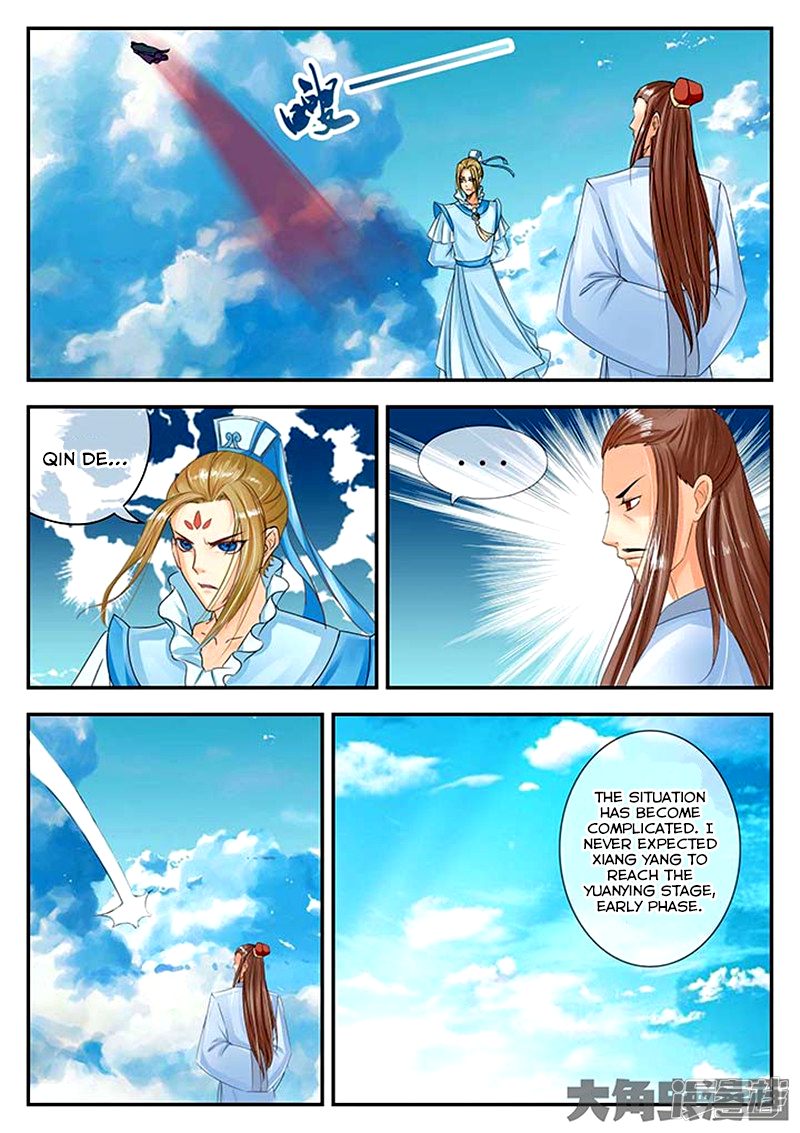 嗖
QIN DE...
...
THE SITUATION
HAS BECOME
COMPLICATED. I
NEVER EXPECTED
XIANG YANG TO
REACH THE
YUANYING STAGE,
EARLY PHASE.
大角虫漫画